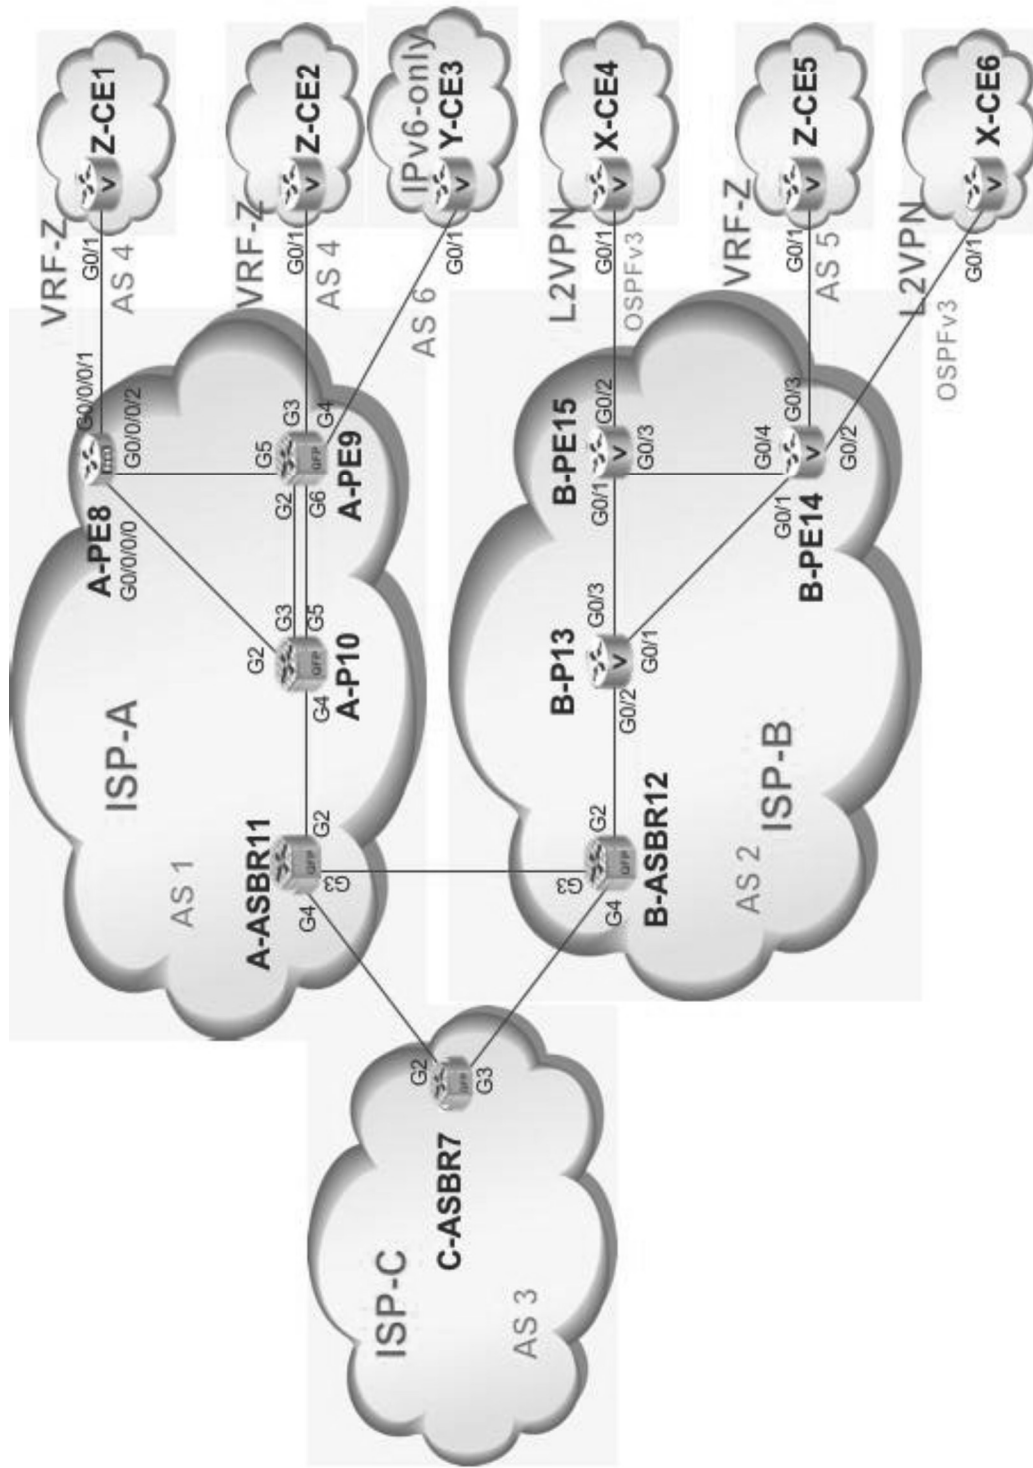 VRF-Z
Z-CE1
G0/1
AS 4
VRF-Z
Z-CE2
G0/1
AS 4
IPv6-only
Y-CE3
G0/1
AS 6
L2VPN
X-CE4
G0/1
OSPFv3
VRF-Z
Z-CE5
G0/1
AS 5
L2VPN
X-CE6
G0/1
OSPFv3
ISP-A
AS 1
A-PE8
G0/0/0/1
G0/0/0/2
G0/0/0/0
A-PE9
G5
G3
G4
G2
G6
A-P10
G2
G3
G5
G4
A-ASBR11
G2
G3
G4
ISP-B
AS 2
B-PE15
G0/2
G0/1
G0/3
B-PE14
G0/4
G0/3
G0/1
G0/2
B-P13
G0/3
G0/1
G0/2
B-ASBR12
G2
G3
G4
ISP-C
AS 3
C-ASBR7
G2
G3